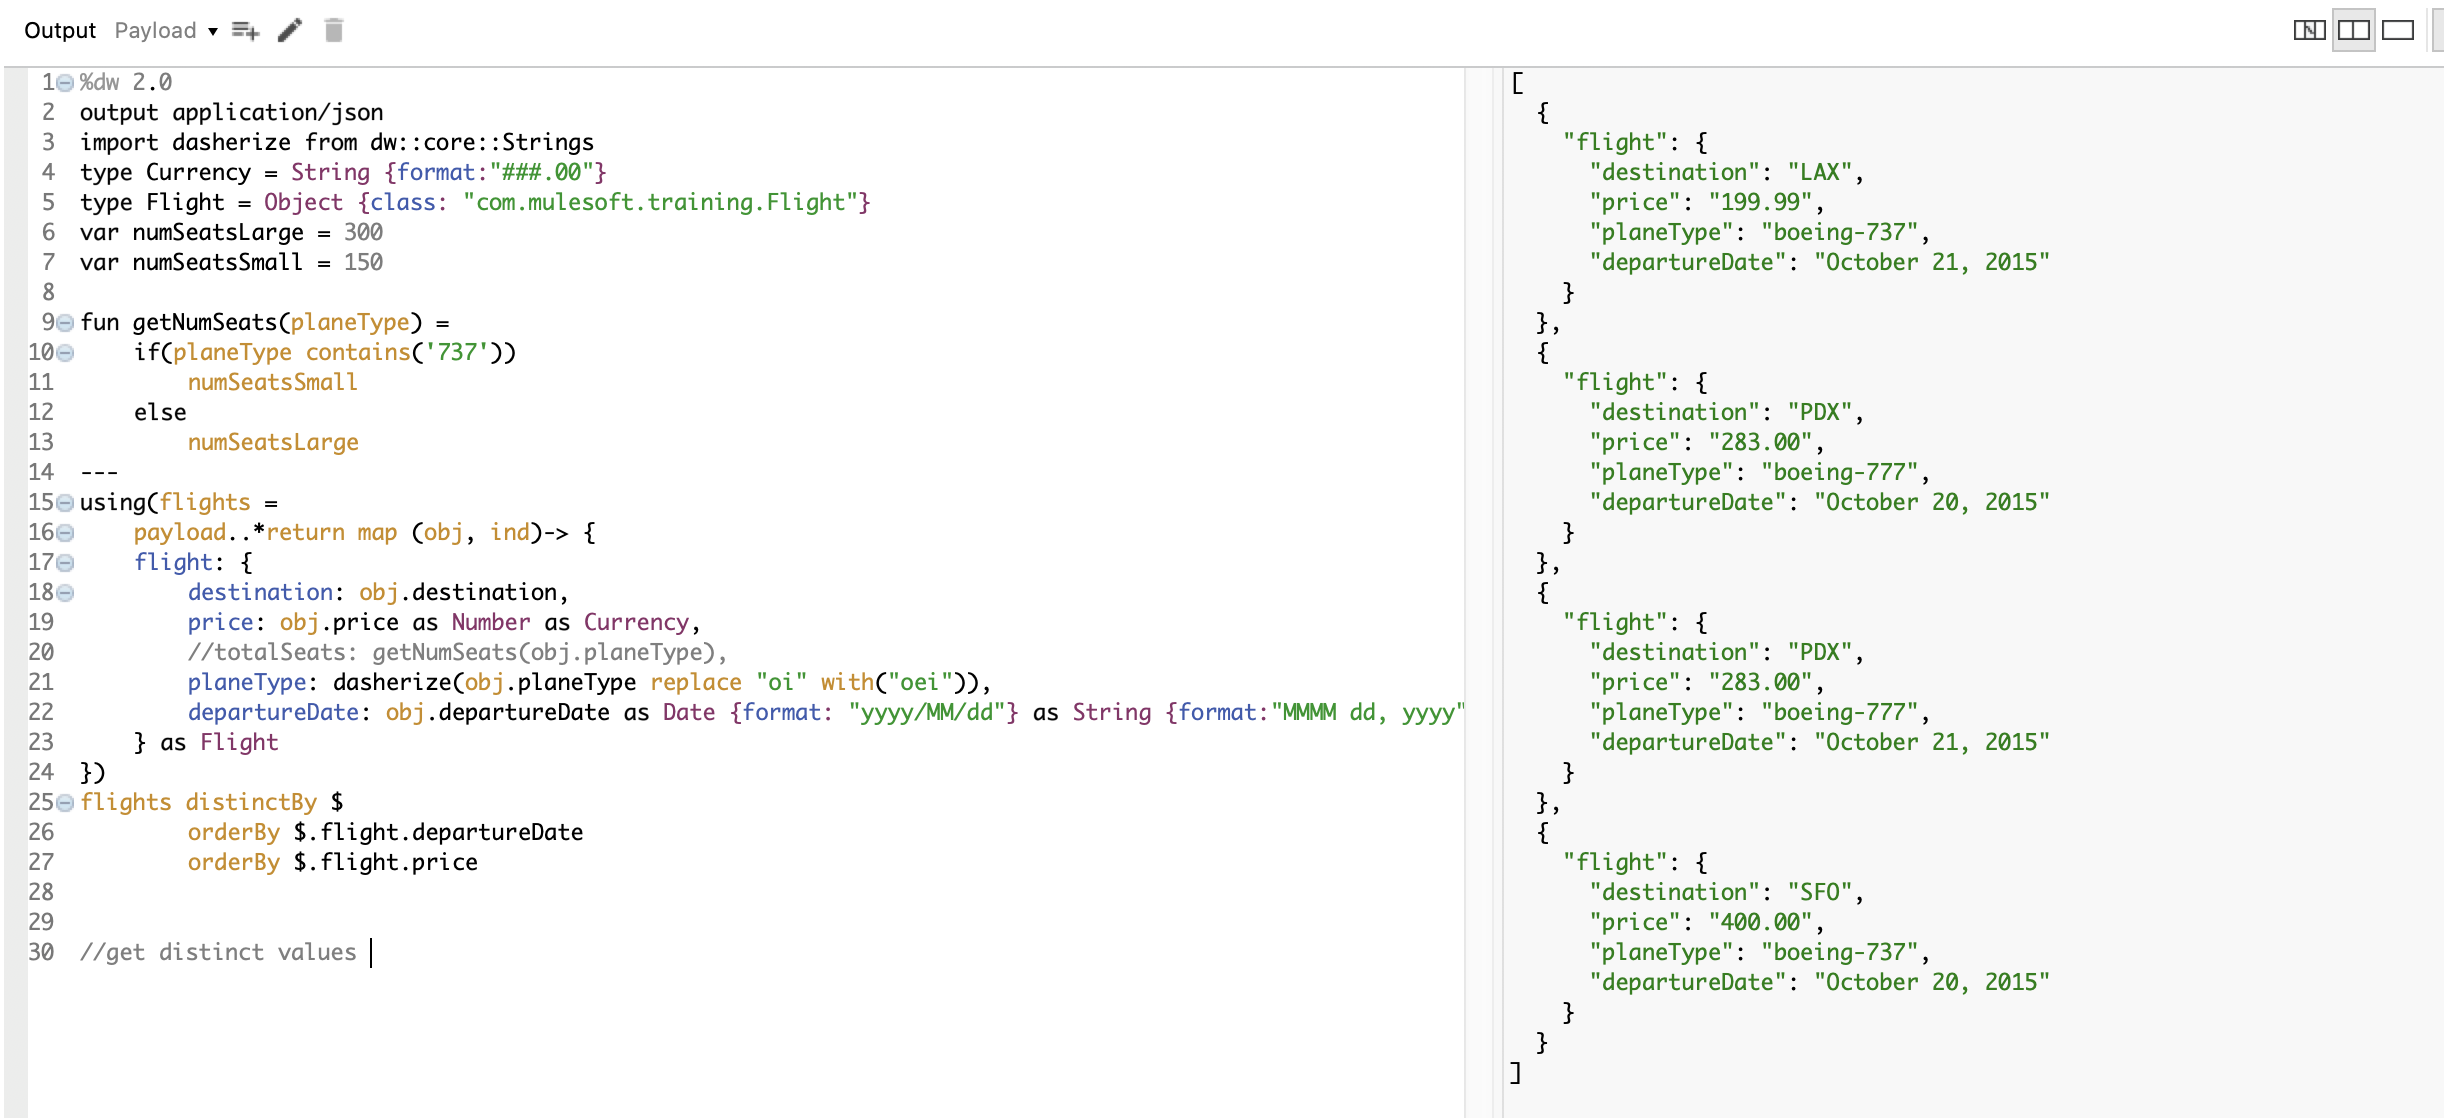 Output Payload
1 %dw 2.0
2 output application/json
3 import dasherize from dw::core::Strings
4 type Currency = String {format:"###.00"}
5 type Flight = Object {class: "com.mulesoft.training.Flight"}
6 var numSeatsLarge = 300
7 var numSeatsSmall = 150
8
9 fun getNumSeats(planeType) =
10 if(planeType contains('737'))
11 numSeatsSmall
12 else
13 numSeatsLarge
14 ---
15 using(flights =
16 payload..*return map (obj, ind)-> {
17 flight: {
18 destination: obj.destination,
19 price: obj.price as Number as Currency,
20 //totalSeats: getNumSeats(obj.planeType),
21 planeType: dasherize(obj.planeType replace "oi" with("oei")),
22 departureDate: obj.departureDate as Date {format: "yyyy/MM/dd"} as String {format:"MMMM dd, yyyy"
23 } as Flight
24 })
25 flights distinctBy $
26 orderBy $.flight.departureDate
27 orderBy $.flight.price
28
29
30 //get distinct values
[
{
"flight": {
"destination": "LAX",
"price": "199.99",
"planeType": "boeing-737",
"departureDate": "October 21, 2015"
}
},
{
"flight": {
"destination": "PDX",
"price": "283.00",
"planeType": "boeing-777",
"departureDate": "October 20, 2015"
}
},
{
"flight": {
"destination": "PDX",
"price": "283.00",
"planeType": "boeing-777",
"departureDate": "October 21, 2015"
}
},
{
"flight": {
"destination": "SFO",
"price": "400.00",
"planeType": "boeing-737",
"departureDate": "October 20, 2015"
}
}
]